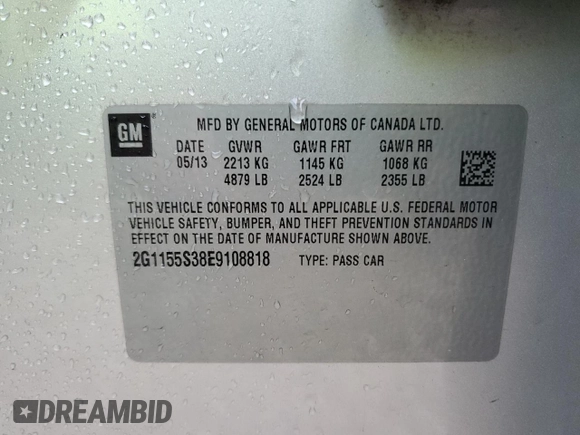 GM
MFD BY GENERAL MOTORS OF CANADA LTD.
DATE GVWR GAWR FRT GAWR RR
05/13 2213 KG 1145 KG 1068 KG
4879 LB 2524 LB 2355 LB
THIS VEHICLE CONFORMS TO ALL APPLICABLE U.S. FEDERAL MOTOR
VEHICLE SAFETY, BUMPER, AND THEFT PREVENTION STANDARDS IN
EFFECT ON THE DATE OF MANUFACTURE SHOWN ABOVE.
2G1155S38E9108818 TYPE: PASS CAR
DREAMBID